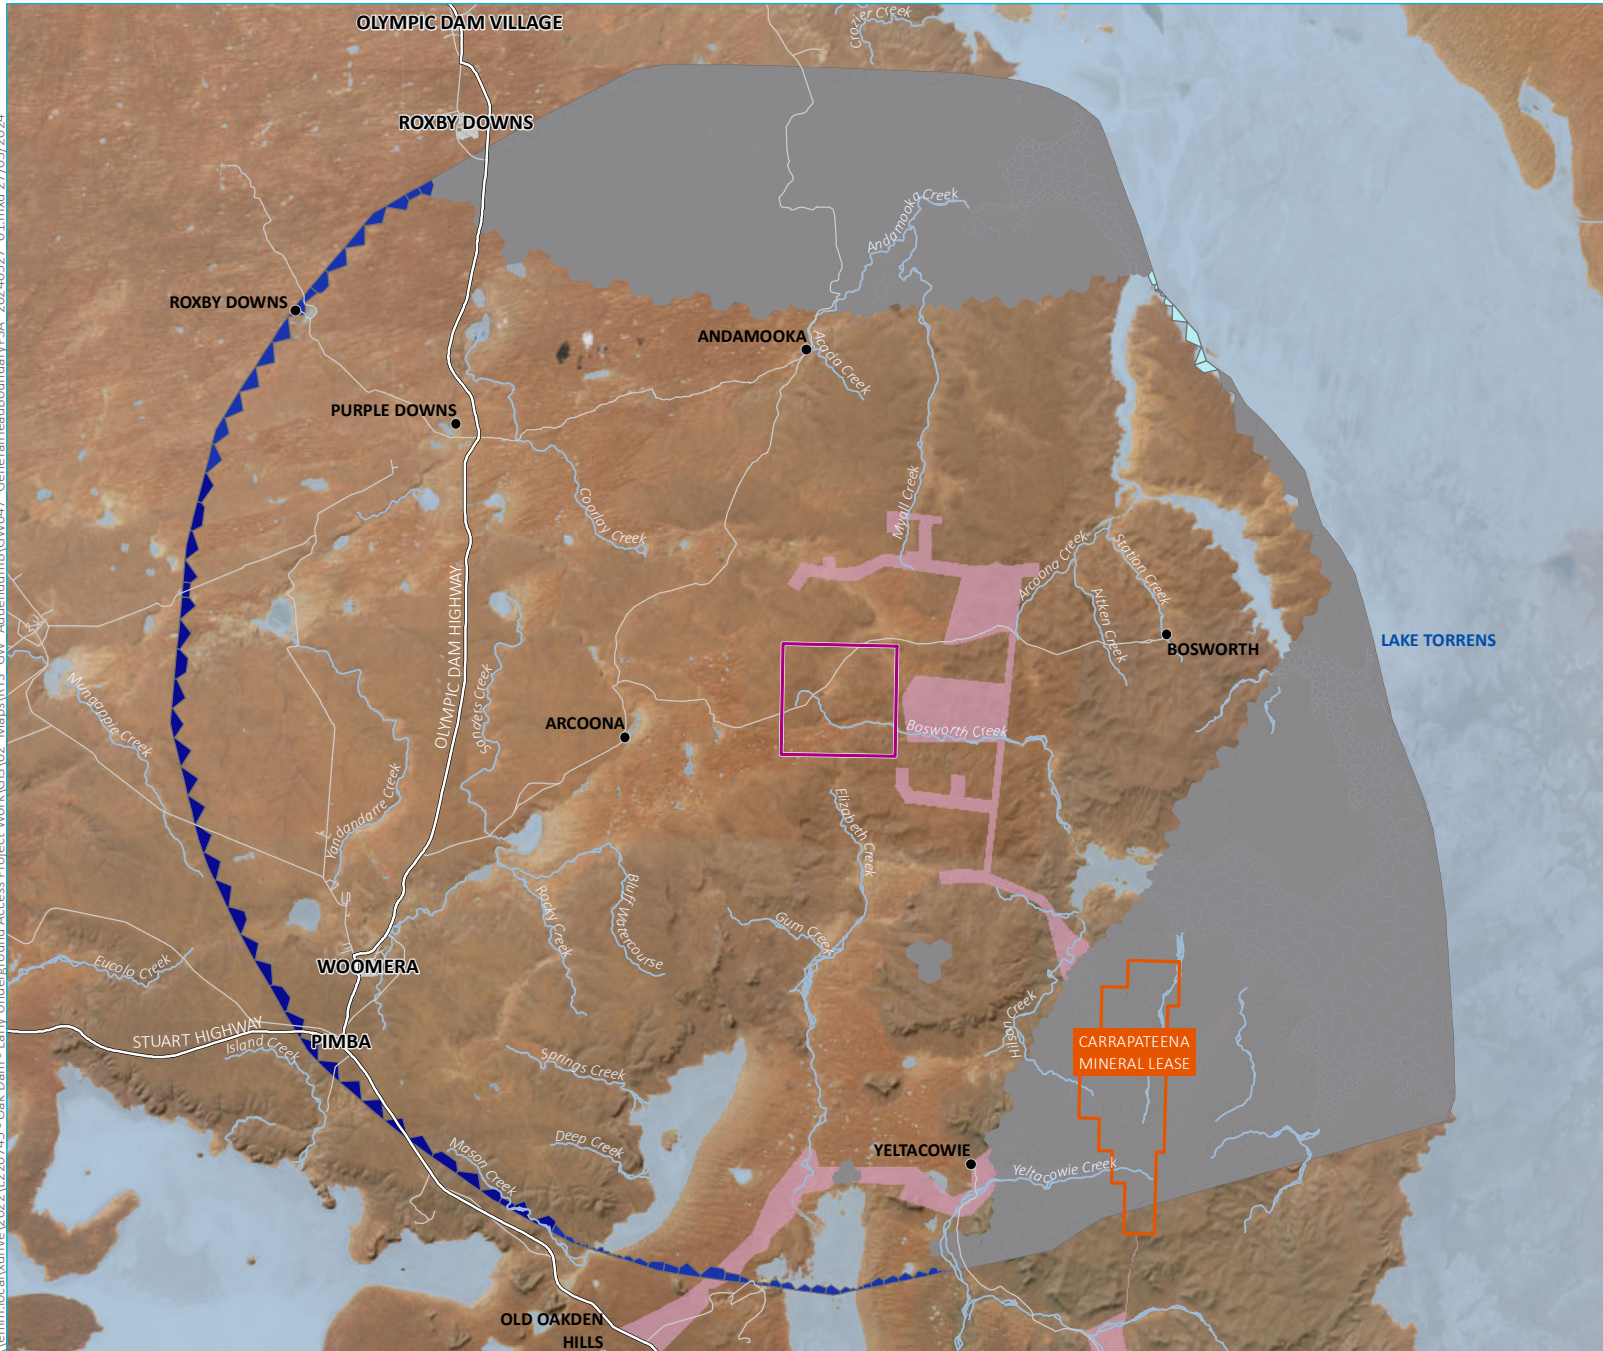 OLYMPIC DAM VILLAGE
Crozier Creek
ROXBY DOWNS
Andamooka Creek
ROXBY DOWNS
ANDAMOOKA
Acacia Creek
PURPLE DOWNS
Coorlay Creek
Myall Creek
Arcoona Creek
Station Creek
Aitken Creek
OLYMPIC DAM HIGHWAY
BOSWORTH
LAKE TORRENS
Mungappie Creek
Sanders Creek
ARCOONA
Bosworth Creek
Yandandarre Creek
Elizabeth Creek
Rocky Creek
Bluff Watercourse
Gum Creek
Eucolo Creek
WOOMERA
STUART HIGHWAY
Island Creek
PIMBA
Hilson Creek
CARRAPATEENA
MINERAL LEASE
Springs Creek
Deep Creek
Mason Creek
YELTACOWIE
Yeltacowie Creek
OLD OAKDEN
HILLS